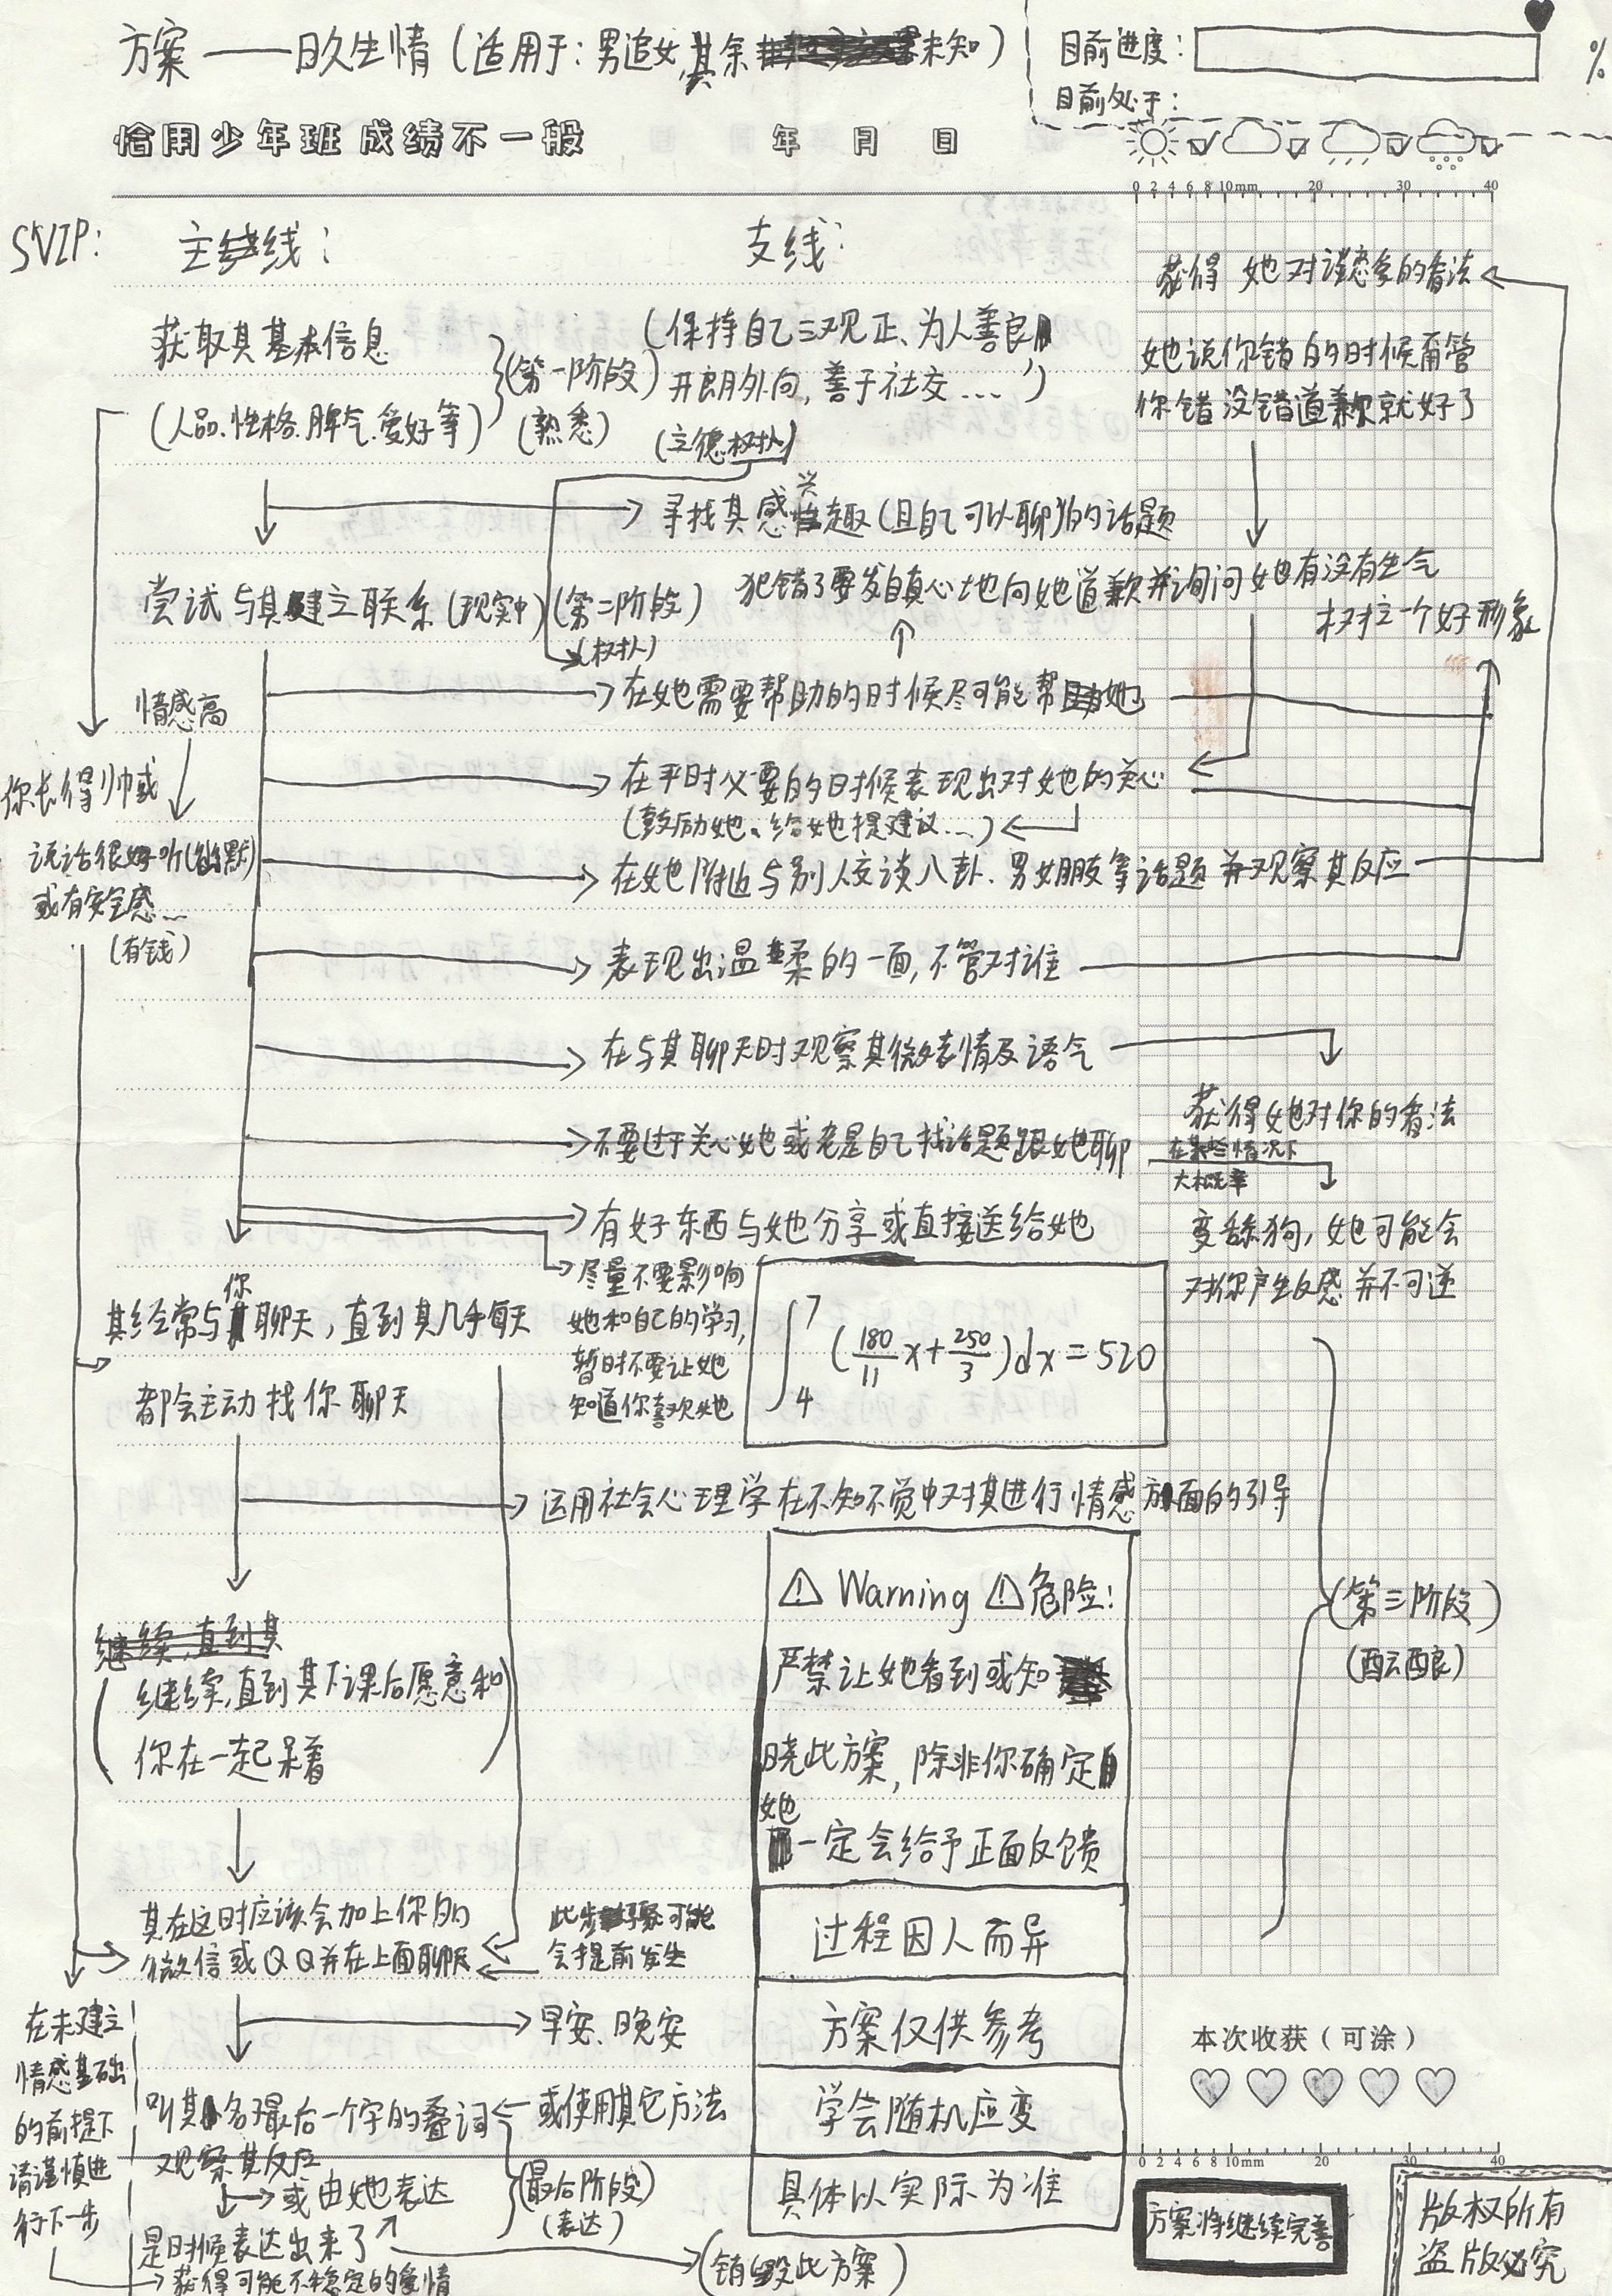 方案——日久生情(适用于:男追女,其余未知)
目前进度:
%
目前处于:
恰同少年班 成绩不一般
年 月 日
0 2 4 6 8 10mm 20 30 40
SVIP:
主线:
支线:
获得她对谈恋爱的看法
获取其基本信息
(人品、性格、脾气、爱好等)
(第一阶段)
(熟悉)
(保持自己三观正、为人善良、
开朗外向,善于社交...)
(立德树人)
她说你错的时候甭管
你错没错道歉就好了
寻找其感兴趣(且自己可以聊)的话题
尝试与其建立联系(现实中)
(第二阶段)
(树人)
犯错了要发自真心地向她道歉并询问她有没有生气
树立一个好形象
在她需要帮助的时候尽可能帮她
情感高
在平时必要的时候表现出对她的关心
(鼓励她、给她提建议...)
你长得帅或
说话很好听(幽默)
或有安全感...
(有钱)
在她附近与别人交谈八卦、男女朋友等话题并观察其反应
表现出温柔的一面,不管对谁
在与其聊天时观察其微表情及语气
获得她对你的看法
不要过于关心她或老是自己找话题跟她聊
在某些情况下
大概率
变舔狗,她可能会
对你产生反感并不可逆
有好东西与她分享或直接送给她
尽量不要影响
她和自己的学习,
暂时不要让她
知道你喜欢她
∫₄⁷(180/11 x+250/3)dx=520
其经常与你聊天,直到其几乎每天
都会主动找你聊天
运用社会心理学在不知不觉中对其进行情感方面的引导
(第三阶段)
(酝酿)
⚠ Warning ⚠危险!
严禁让她看到或知
晓此方案,除非你确定
她一定会给予正面反馈
继续,直到其
(继续,直到其下课后愿意和
你在一起呆着)
其在这时应该会加上你的
微信或QQ并在上面聊天
此步骤可能
会提前发生
过程因人而异
方案仅供参考
学会随机应变
具体以实际为准
早安、晚安
叫其名字最后一个字的叠词
观察其反应
或使用其它方法
或由她表达
(最后阶段)
(表达)
是时候表达出来了
(销毁此方案)
在未建立
情感基础
的前提下
请谨慎进
行下一步
获得可能不稳定的爱情
本次收获(可涂)
0 2 4 6 8 10mm 20 30 40
方案将继续完善
版权所有
盗版必究